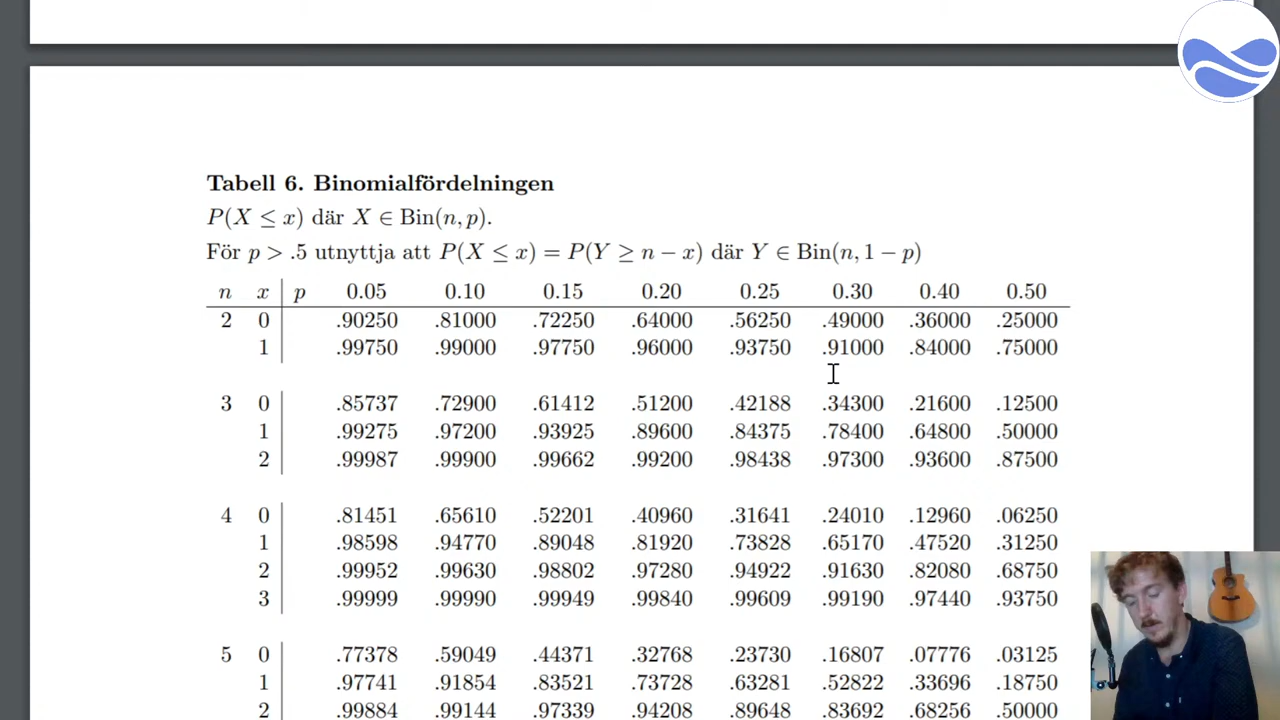 Tabell 6. Binomialfördelningen
P(X ≤ x) där X ∈ Bin(n, p).
För p > .5 utnyttja att P(X ≤ x) = P(Y ≥ n − x) där Y ∈ Bin(n, 1 − p)
n x p 0.05 0.10 0.15 0.20 0.25 0.30 0.40 0.50
2 0 .90250 .81000 .72250 .64000 .56250 .49000 .36000 .25000
1 .99750 .99000 .97750 .96000 .93750 .91000 .84000 .75000
3 0 .85737 .72900 .61412 .51200 .42188 .34300 .21600 .12500
1 .99275 .97200 .93925 .89600 .84375 .78400 .64800 .50000
2 .99987 .99900 .99662 .99200 .98438 .97300 .93600 .87500
4 0 .81451 .65610 .52201 .40960 .31641 .24010 .12960 .06250
1 .98598 .94770 .89048 .81920 .73828 .65170 .47520 .31250
2 .99952 .99630 .98802 .97280 .94922 .91630 .82080 .68750
3 .99999 .99990 .99949 .99840 .99609 .99190 .97440 .93750
5 0 .77378 .59049 .44371 .32768 .23730 .16807 .07776 .03125
1 .97741 .91854 .83521 .73728 .63281 .52822 .33696 .18750
2 .99884 .99144 .97339 .94208 .89648 .83692 .68256 .50000